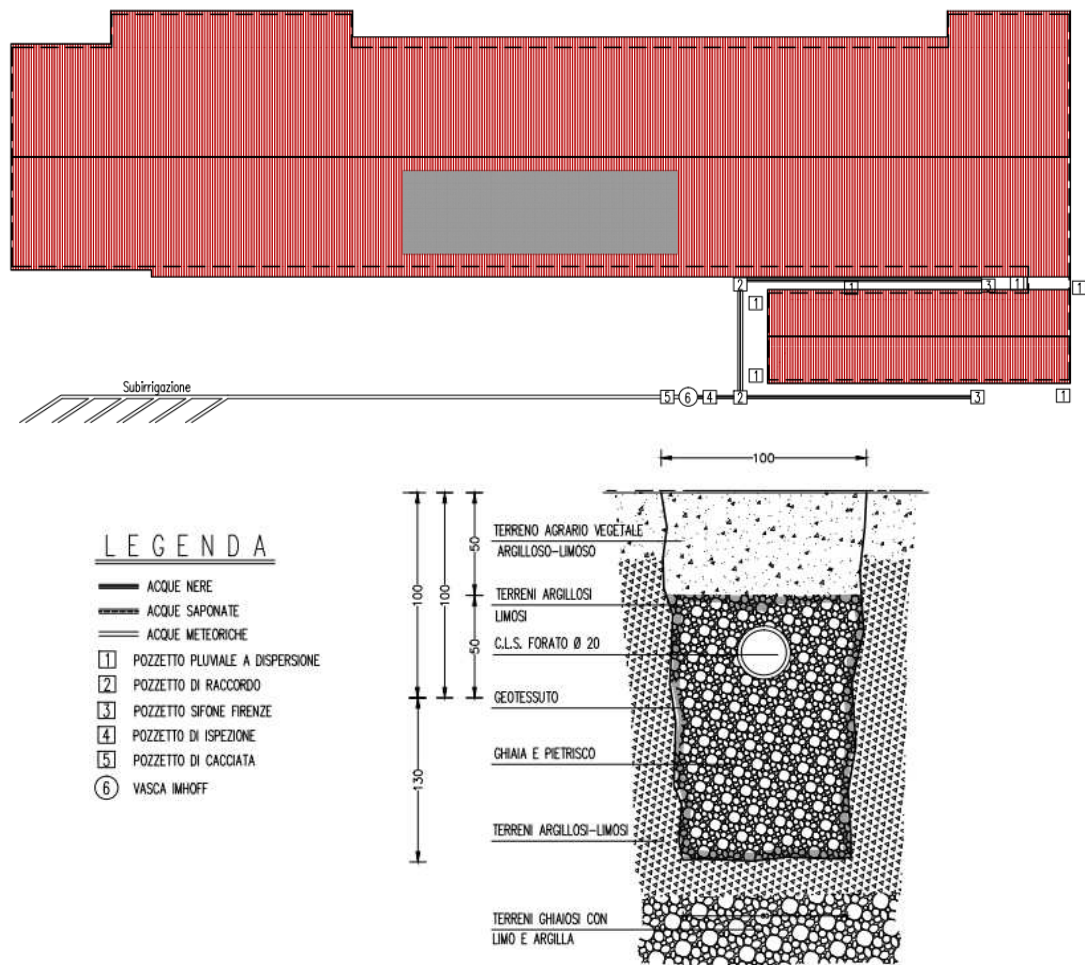 2
1
3
1
1
1
1
Subirrigazione
5
6
4
2
3
1
100
LEGENDA
ACQUE NERE
ACQUE SAPONATE
ACQUE METEORICHE
1 POZZETTO PLUVIALE A DISPERSIONE
2 POZZETTO DI RACCORDO
3 POZZETTO SIFONE FIRENZE
4 POZZETTO DI ISPEZIONE
5 POZZETTO DI CACCIATA
6 VASCA IMHOFF
100
100
50
50
130
TERRENO AGRARIO VEGETALE
ARGILLOSO-LIMOSO
TERRENI ARGILLOSI
LIMOSI
C.L.S. FORATO Ø 20
GEOTESSUTO
GHIAIA E PIETRISCO
TERRENI ARGILLOSI-LIMOSI
TERRENI GHIAIOSI CON
LIMO E ARGILLA